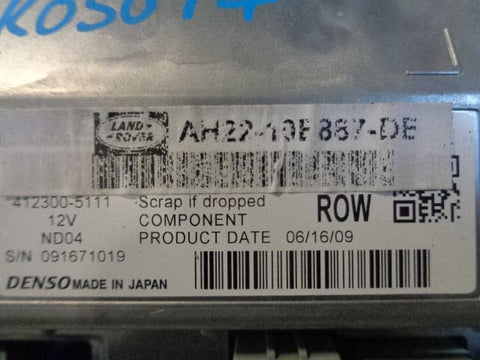 KOSOTT
LAND
ROVER
AH22-10E887-DE
412300-5111 Scrap if dropped
12V COMPONENT ROW
ND04 PRODUCT DATE 06/16/09
S/N 091671019
DENSO MADE IN JAPAN